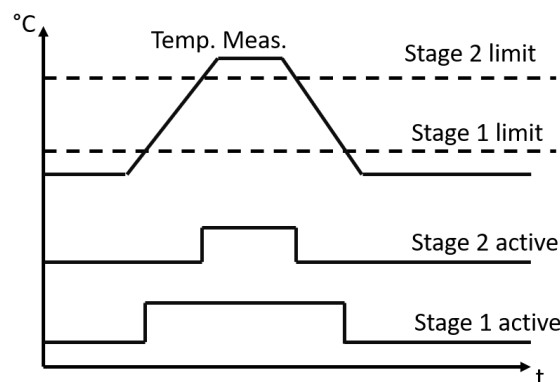 °C
Temp. Meas.
Stage 2 limit
Stage 1 limit
Stage 2 active
Stage 1 active
t